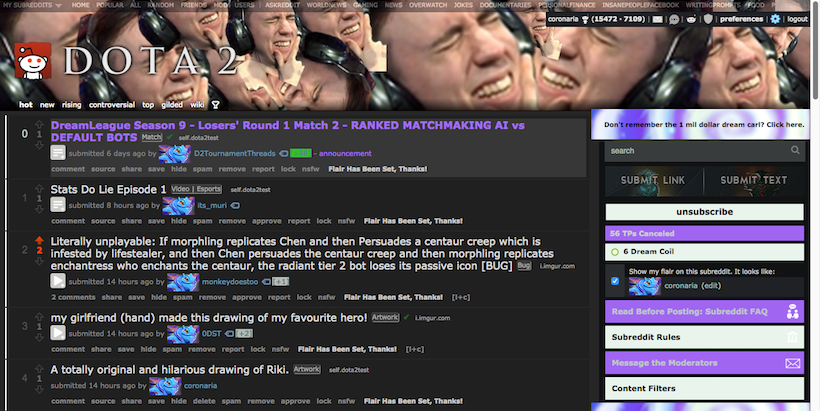 MY SUBREDDITS HOME POPULAR ALL RANDOM FRIENDS MOD USERS | ASKREDDIT WORLDNEWS GAMING NEWS OVERWATCH JOKES DOCUMENTARIES PERSONALFINANCE INSANEPEOPLEFACEBOOK WRITINGPROMPTS FOOD
coronaria (15472 · 7109) | preferences | logout
DOTA 2
hot new rising controversial top gilded wiki
Don't remember the 1 mil dollar dream carl? Click here.
0 1 DreamLeague Season 9 - Losers' Round 1 Match 2 - RANKED MATCHMAKING AI vs
DEFAULT BOTS Match self.dota2test
submitted 6 days ago by D2TournamentThreads - announcement
comment source share save hide spam remove report lock nsfw Flair Has Been Set, Thanks!
1 1 Stats Do Lie Episode 1 Video | Esports self.dota2test
submitted 8 hours ago by its_muri
comment source share save hide spam remove approve report lock nsfw Flair Has Been Set, Thanks!
2 2 Literally unplayable: If morphling replicates Chen and then Persuades a centaur creep which is
infested by lifestealer, and then Chen persuades the centaur creep and then morphling replicates
enchantress who enchants the centaur, the radiant tier 2 bot loses its passive icon [BUG] Bug i.imgur.com
submitted 14 hours ago by monkeydoestoo [+1]
2 comments share save hide spam remove approve report lock nsfw Flair Has Been Set, Thanks! [l+c]
3 1 my girlfriend (hand) made this drawing of my favourite hero! Artwork i.imgur.com
submitted 14 hours ago by 0DST [+2]
comment share save hide spam remove report lock nsfw Flair Has Been Set, Thanks! [l+c]
4 1 A totally original and hilarious drawing of Riki. Artwork self.dota2test
submitted 14 hours ago by coronaria
comment source share save hide delete spam remove approve lock nsfw Flair Has Been Set, Thanks!
search
SUBMIT LINK SUBMIT TEXT
unsubscribe
56 TPs Canceled
6 Dream Coil
Show my flair on this subreddit. It looks like:
coronaria (edit)
Read Before Posting: Subreddit FAQ
Subreddit Rules
Message the Moderators
Content Filters